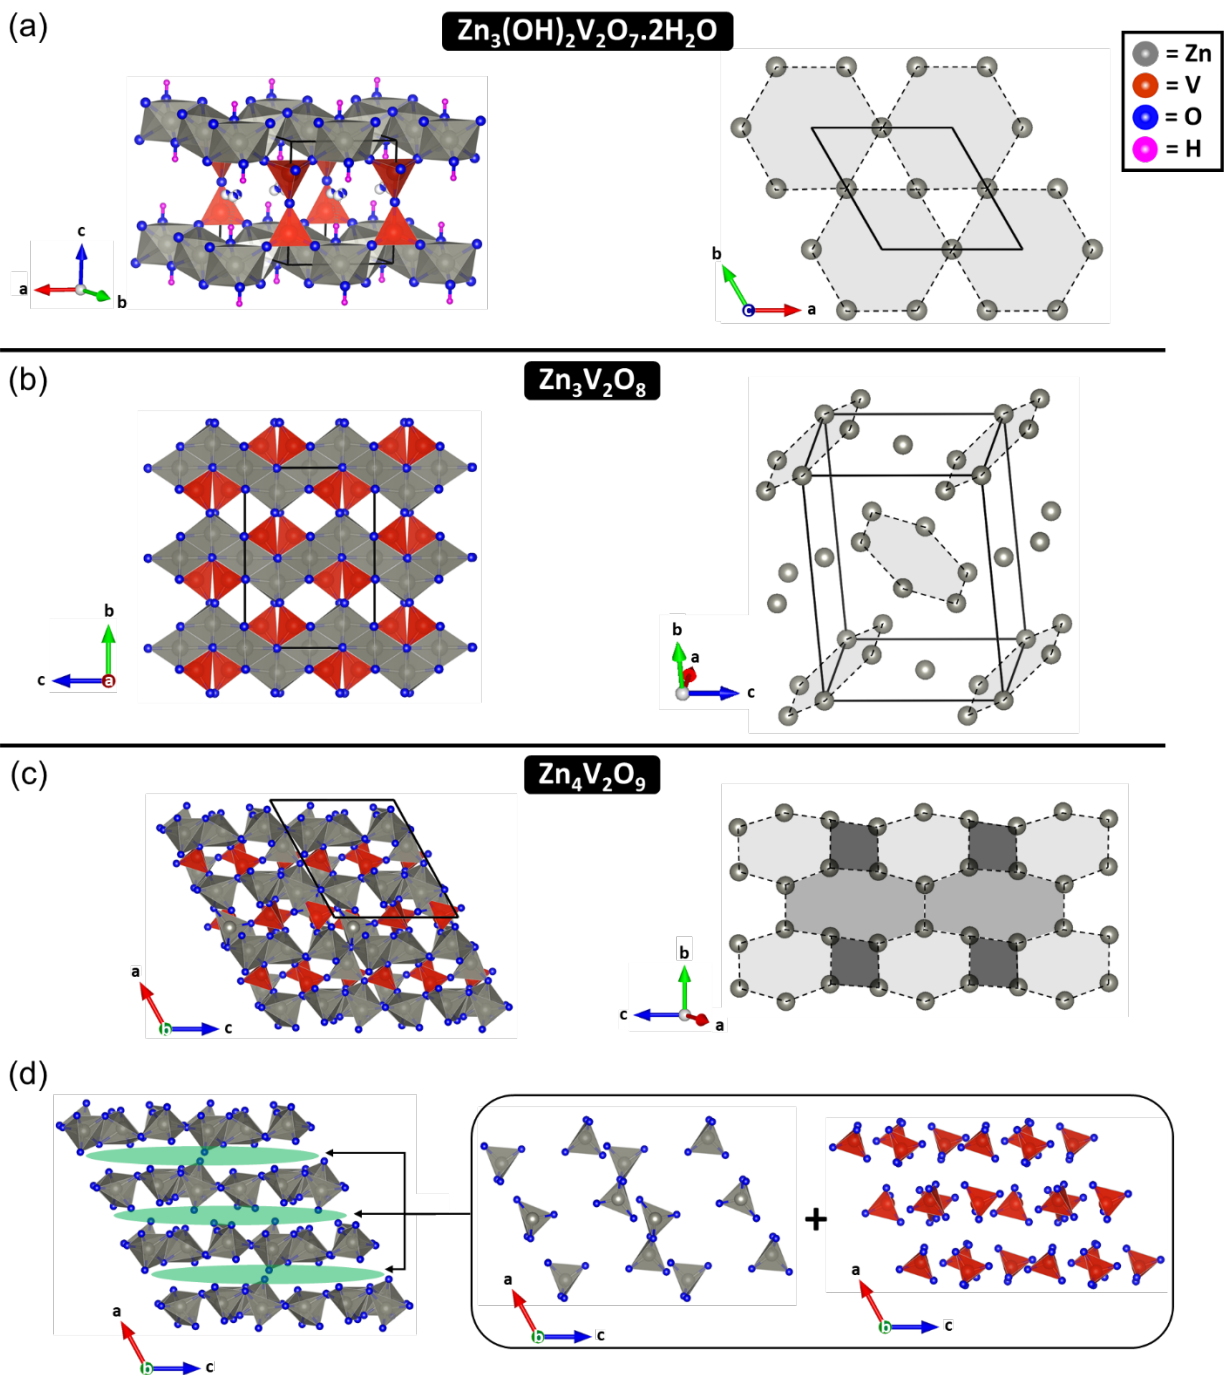 (a)
Zn₃(OH)₂V₂O₇.2H₂O
= Zn
= V
= O
= H
c
a
b
b
c
a
(b)
Zn₃V₂O₈
b
c
a
b
a
c
(c)
Zn₄V₂O₉
a
b
c
b
c
a
(d)
a
b
c
+
a
b
c
a
b
c